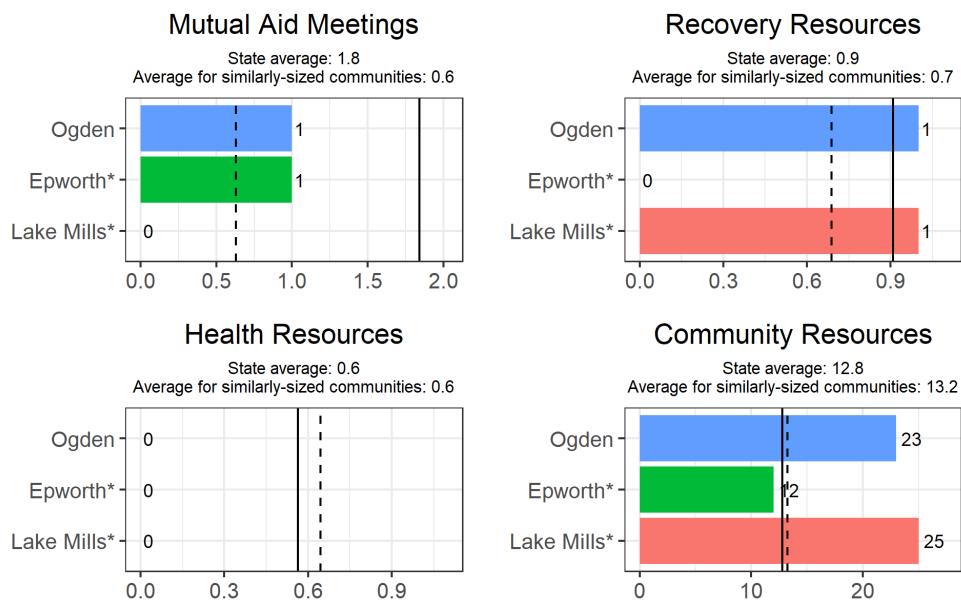 Mutual Aid Meetings
State average: 1.8
Average for similarly-sized communities: 0.6
Ogden
1
Epworth*
1
Lake Mills*
0
0.0 0.5 1.0 1.5 2.0
Recovery Resources
State average: 0.9
Average for similarly-sized communities: 0.7
Ogden
1
Epworth*
0
Lake Mills*
1
0.0 0.3 0.6 0.9
Health Resources
State average: 0.6
Average for similarly-sized communities: 0.6
Ogden
0
Epworth*
0
Lake Mills*
0
0.0 0.3 0.6 0.9
Community Resources
State average: 12.8
Average for similarly-sized communities: 13.2
Ogden
23
Epworth*
12
Lake Mills*
25
0 10 20